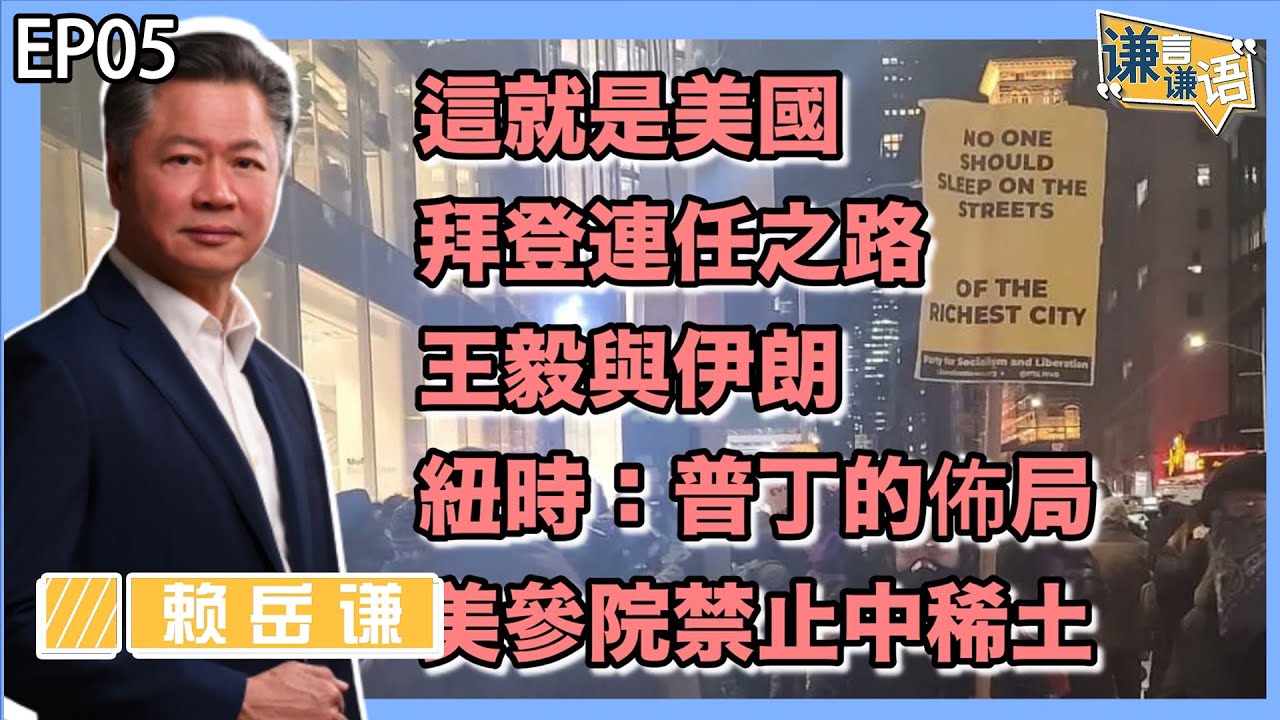 EP05
谦言谦语
這就是美國
拜登連任之路
王毅與伊朗
紐時：普丁的佈局
美參院禁止中稀土
赖岳谦
NO ONE
SHOULD
SLEEP ON THE
STREETS
OF THE
RICHEST CITY
Party for Socialism and Liberation